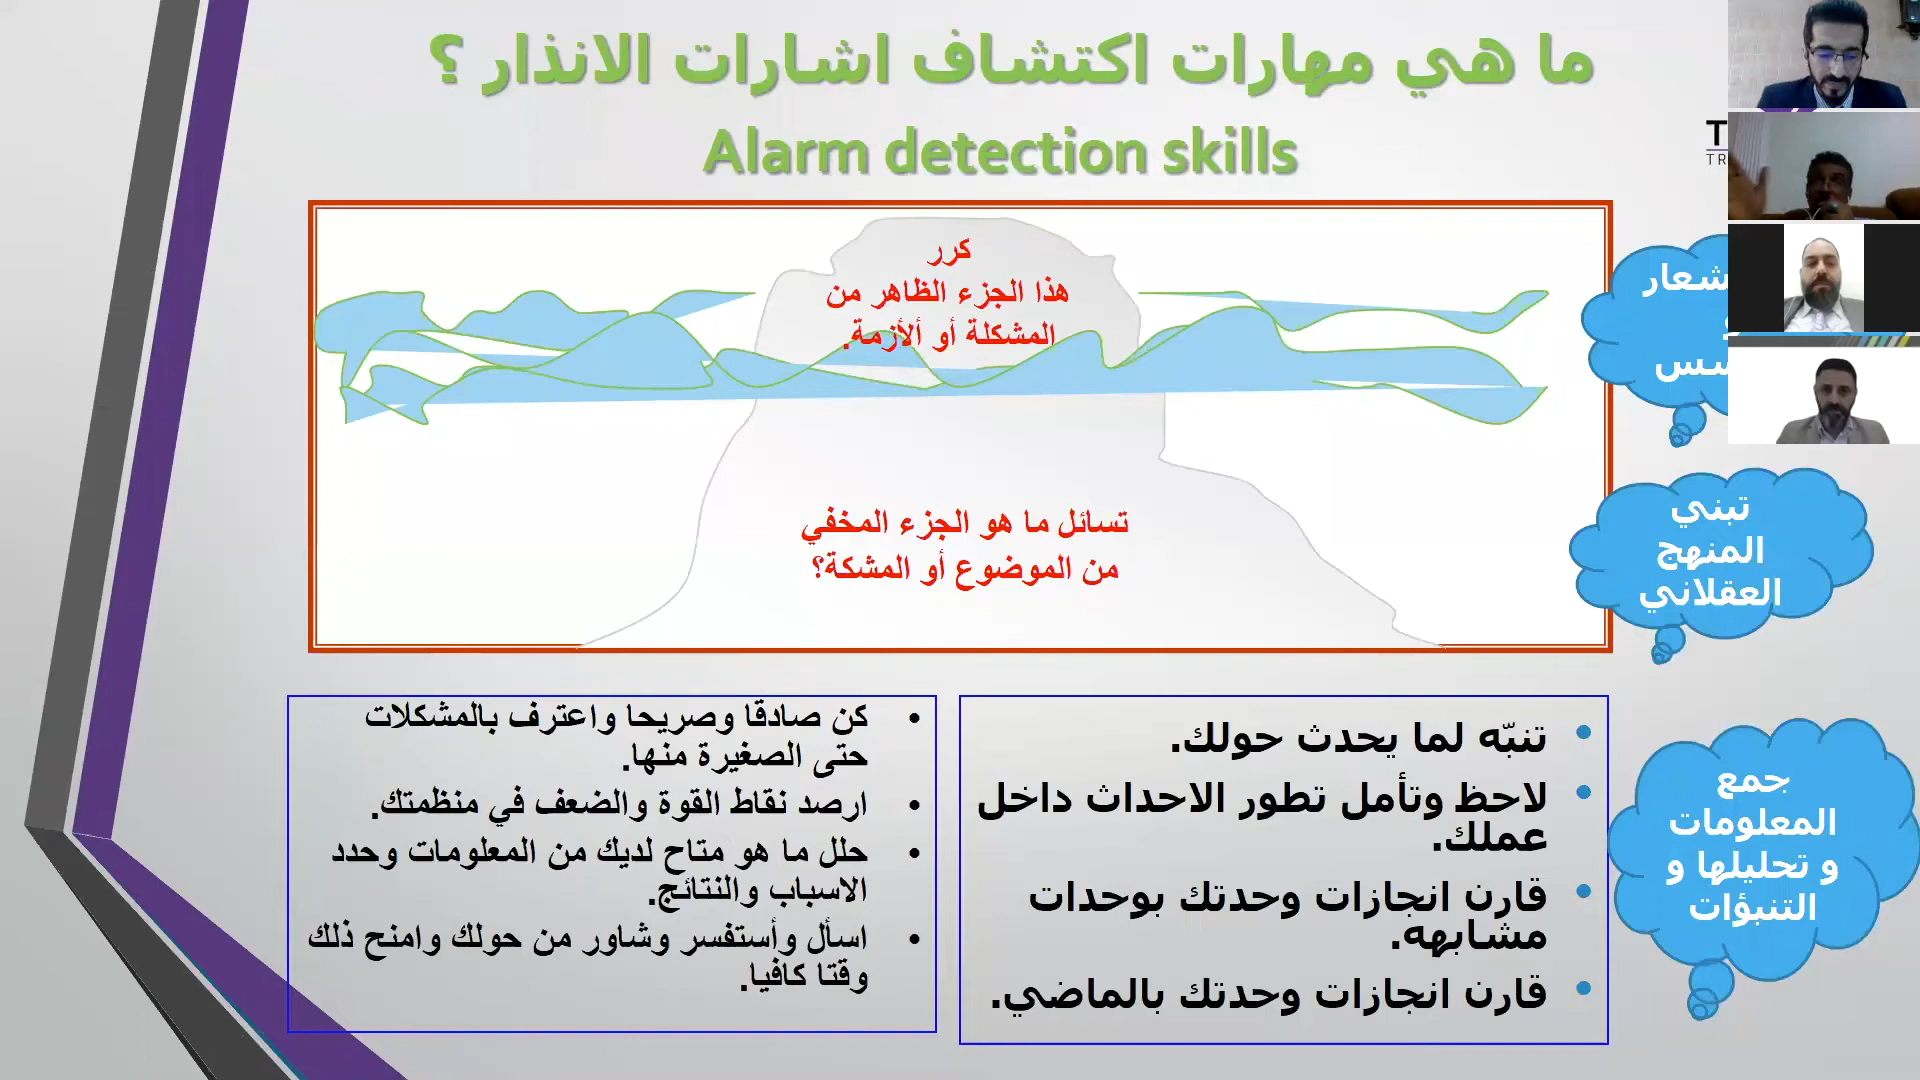 ما هي مهارات اكتشاف اشارات الانذار ؟
Alarm detection skills
كرر
هذا الجزء الظاهر من
المشكلة أو ألأزمة.
تسائل ما هو الجزء المخفي
من الموضوع أو المشكة؟
تبني
المنهج
العقلاني
جمع
المعلومات
و تحليلها و
التنبؤات
تنبّه لما يحدث حولك.
لاحظ وتأمل تطور الاحداث داخل
عملك.
قارن انجازات وحدتك بوحدات
مشابهه.
قارن انجازات وحدتك بالماضي.
كن صادقا وصريحا واعترف بالمشكلات
حتى الصغيرة منها.
ارصد نقاط القوة والضعف في منظمتك.
حلل ما هو متاح لديك من المعلومات وحدد
الاسباب والنتائج.
اسأل وأستفسر وشاور من حولك وامنح ذلك
وقتا كافيا.